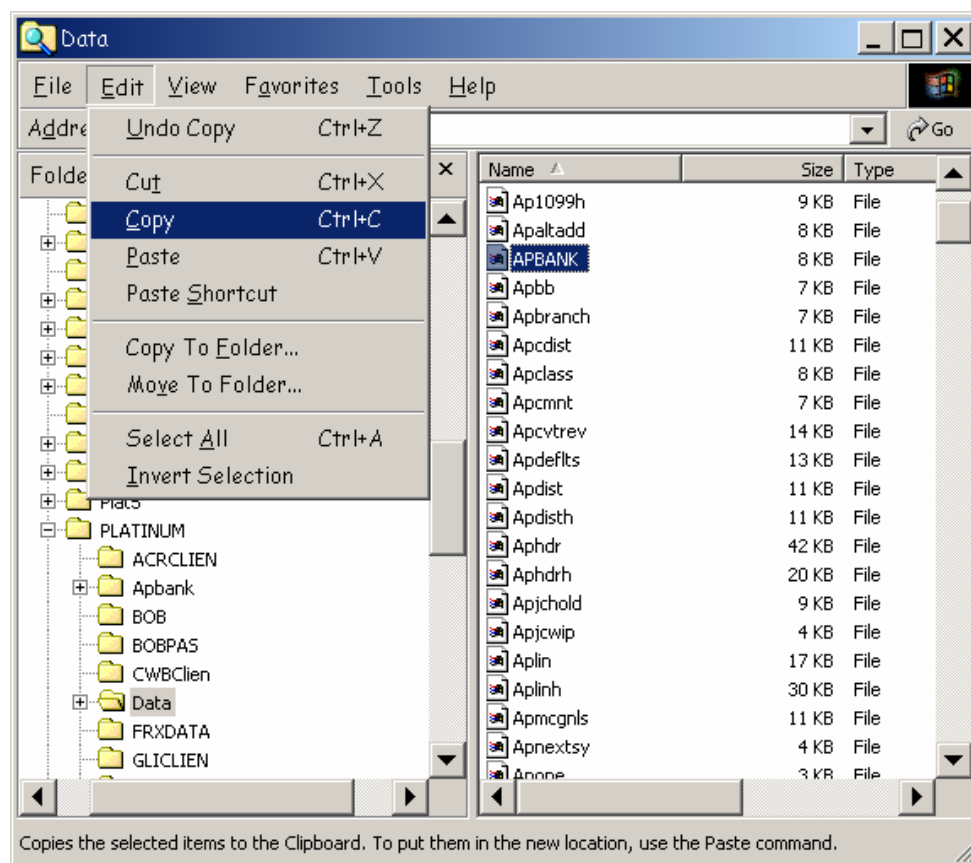 Data
File Edit View Favorites Tools Help
Addre Go
Undo Copy Ctrl+Z
Cut Ctrl+X
Copy Ctrl+C
Paste Ctrl+V
Paste Shortcut
Copy To Folder...
Move To Folder...
Select All Ctrl+A
Invert Selection
Folde
Plat5
PLATINUM
ACRCLIEN
Apbank
BOB
BOBPAS
CWBClien
Data
FRXDATA
GLICLIEN
Name Size Type
Ap1099h 9 KB File
Apaltadd 8 KB File
APBANK 8 KB File
Apbb 7 KB File
Apbranch 7 KB File
Apcdist 11 KB File
Apclass 8 KB File
Apcmnt 7 KB File
Apcvtrev 14 KB File
Apdeflts 13 KB File
Apdist 11 KB File
Apdisth 11 KB File
Aphdr 42 KB File
Aphdrh 20 KB File
Apjchold 9 KB File
Apjcwip 4 KB File
Aplin 17 KB File
Aplinh 30 KB File
Apmcgnls 11 KB File
Apnextsy 4 KB File
Apope 3 KB File
Copies the selected items to the Clipboard. To put them in the new location, use the Paste command.